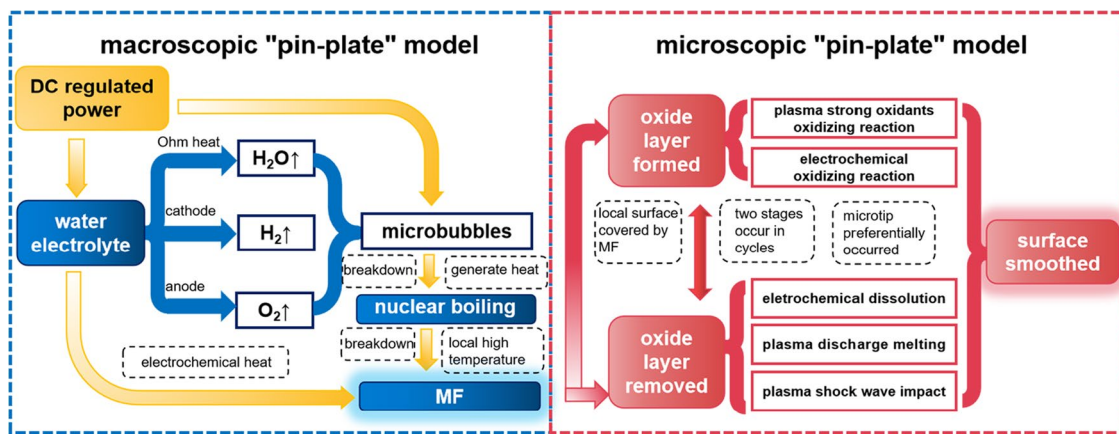 macroscopic "pin-plate" model
DC regulated
power
Ohm heat
H₂O↑
water
electrolyte
cathode
H₂↑
microbubbles
anode
O₂↑
breakdown
generate heat
nuclear boiling
breakdown
local high
temperature
electrochemical heat
MF
microscopic "pin-plate" model
oxide
layer
formed
plasma strong oxidants
oxidizing reaction
electrochemical
oxidizing reaction
local surface
covered by
MF
two stages
occur in
cycles
microtip
preferentially
occurred
surface
smoothed
oxide
layer
removed
eletrochemical dissolution
plasma discharge melting
plasma shock wave impact